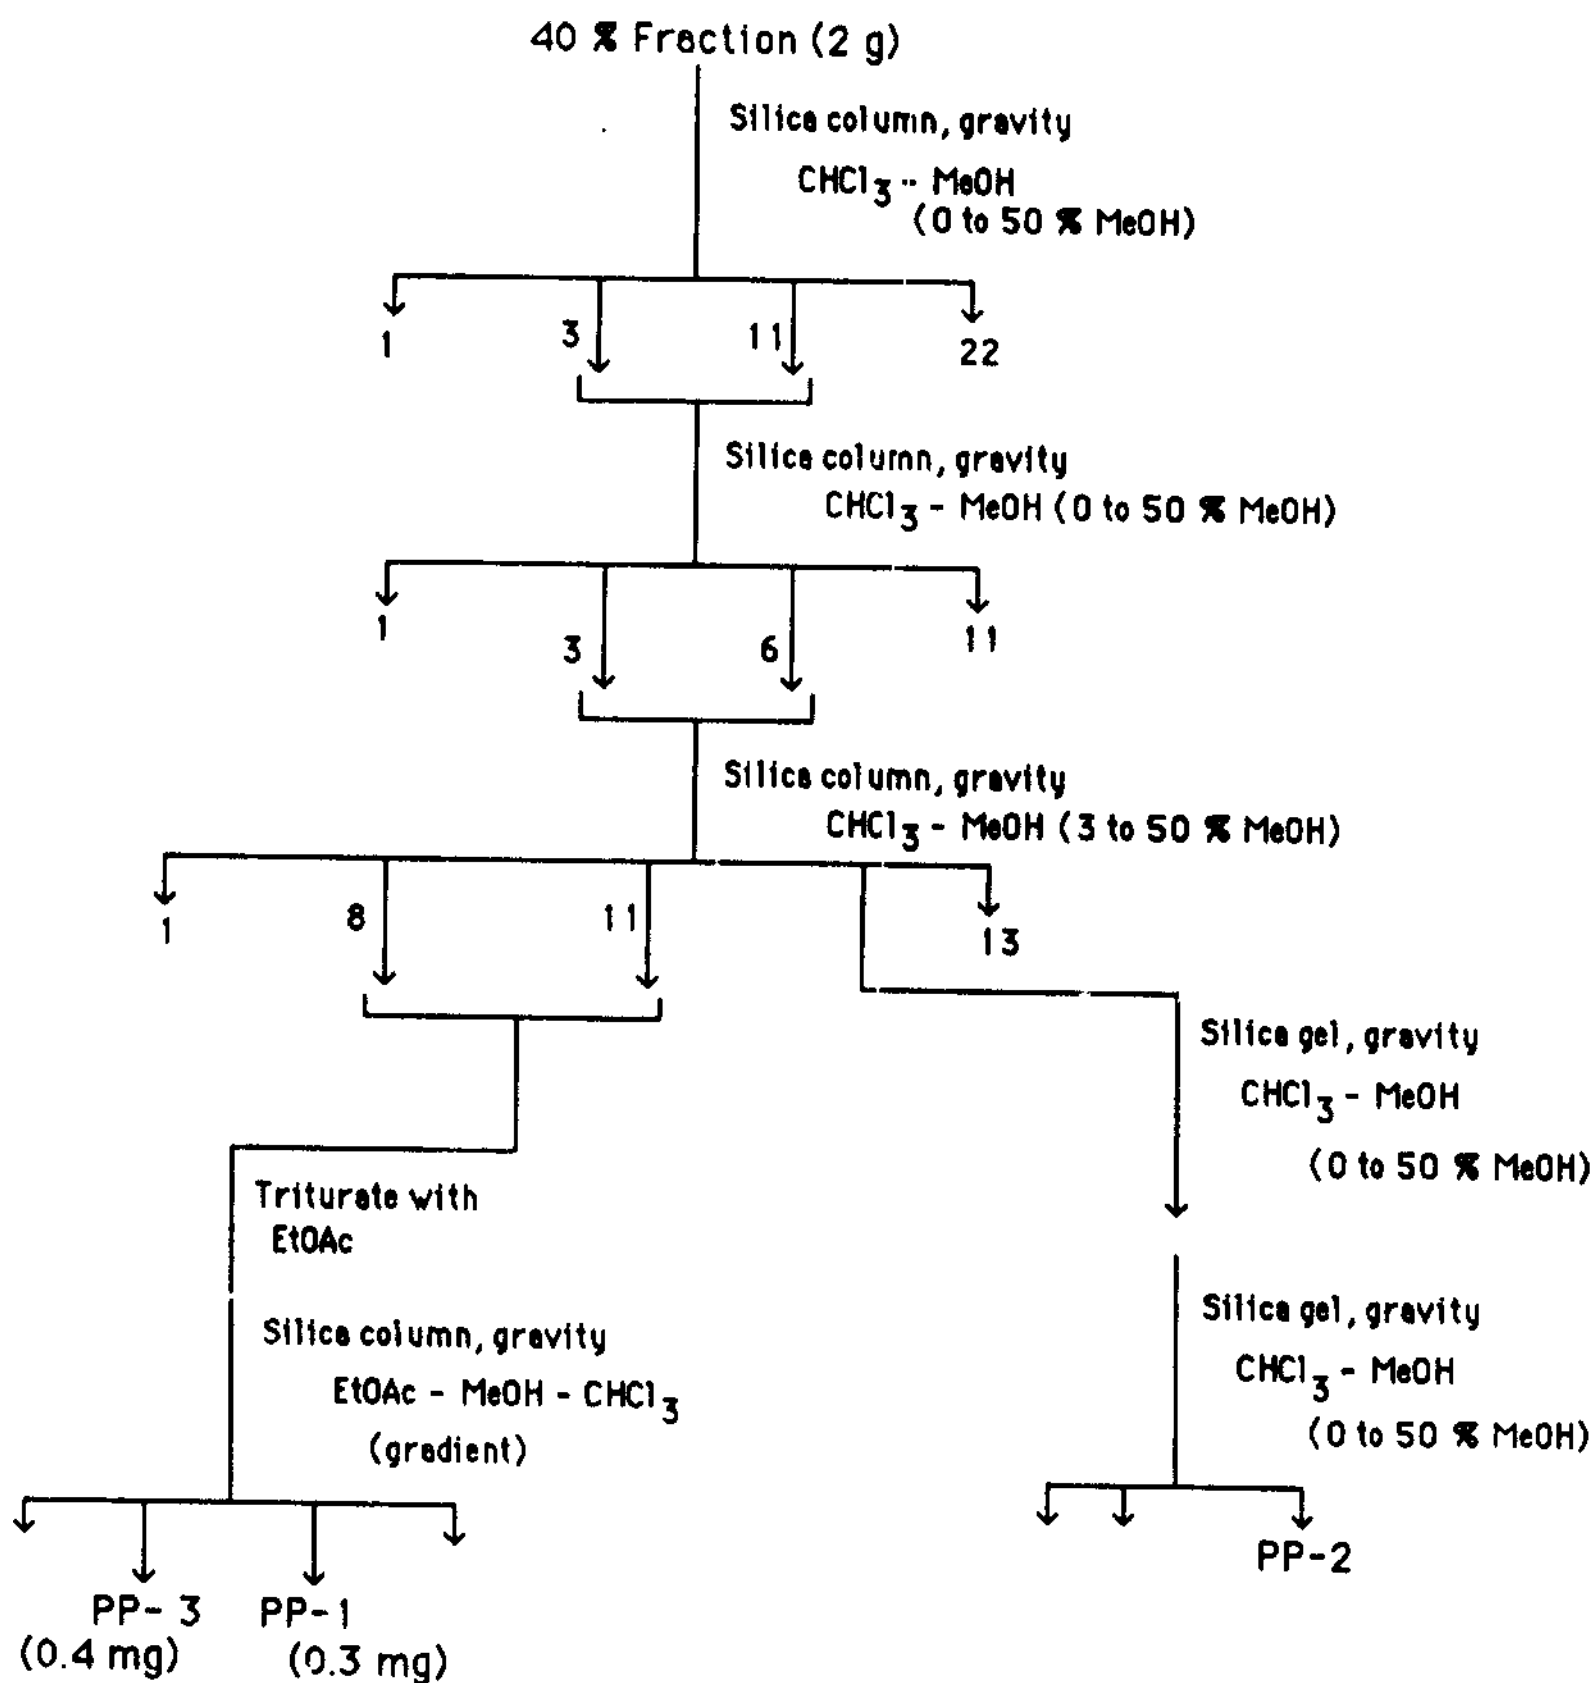 40 % Fraction (2 g)
Silica column, gravity
CHCl3 - MeOH
(0 to 50 % MeOH)
1
3
11
22
Silica column, gravity
CHCl3 - MeOH (0 to 50 % MeOH)
1
3
6
11
Silica column, gravity
CHCl3 - MeOH (3 to 50 % MeOH)
1
8
11
13
Silica gel, gravity
CHCl3 - MeOH
(0 to 50 % MeOH)
Triturate with
EtOAc
Silica gel, gravity
CHCl3 - MeOH
(0 to 50 % MeOH)
Silica column, gravity
EtOAc - MeOH - CHCl3
(gradient)
PP-2
PP-3 PP-1
(0.4 mg) (0.3 mg)